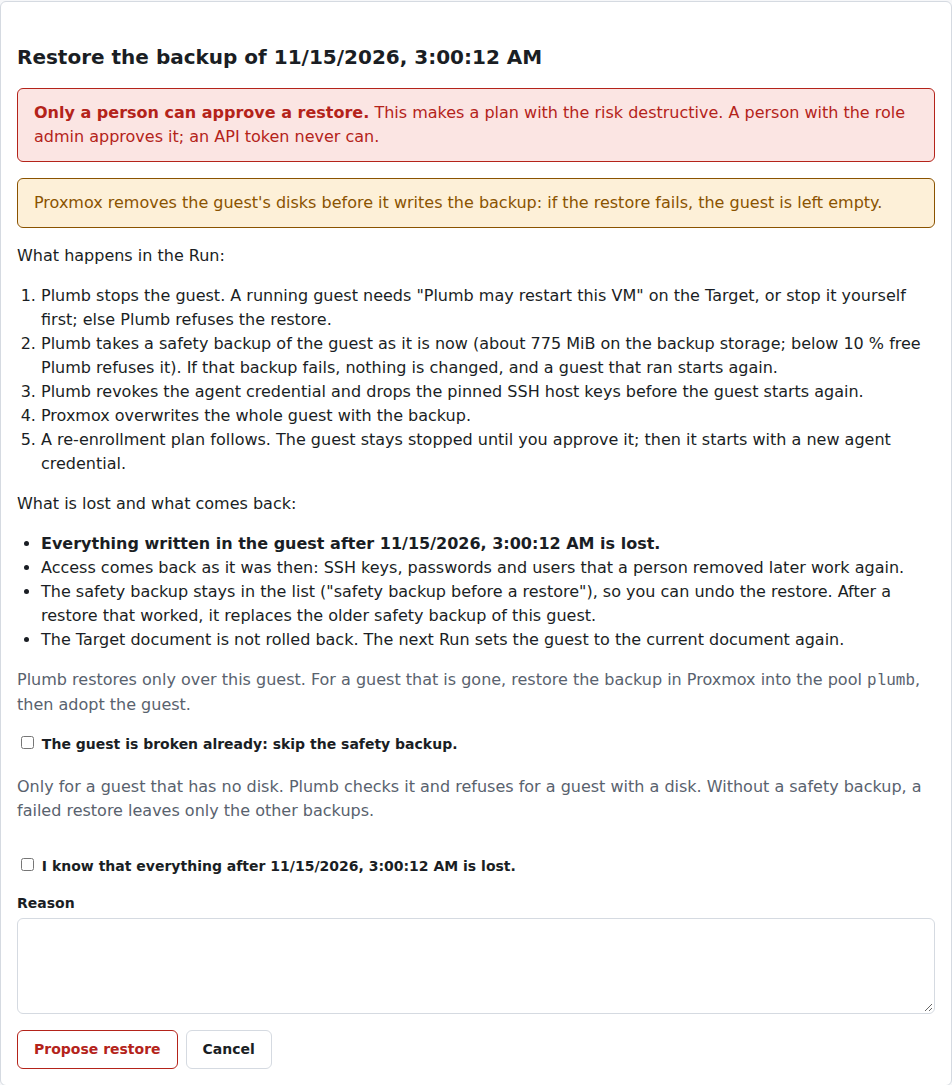 Restore the backup of 11/15/2026, 3:00:12 AM
Only a person can approve a restore. This makes a plan with the risk destructive. A person with the role
admin approves it; an API token never can.
Proxmox removes the guest's disks before it writes the backup: if the restore fails, the guest is left empty.
What happens in the Run:
1. Plumb stops the guest. A running guest needs "Plumb may restart this VM" on the Target, or stop it yourself
first; else Plumb refuses the restore.
2. Plumb takes a safety backup of the guest as it is now (about 775 MiB on the backup storage; below 10 % free
Plumb refuses it). If that backup fails, nothing is changed, and a guest that ran starts again.
3. Plumb revokes the agent credential and drops the pinned SSH host keys before the guest starts again.
4. Proxmox overwrites the whole guest with the backup.
5. A re-enrollment plan follows. The guest stays stopped until you approve it; then it starts with a new agent
credential.
What is lost and what comes back:
• Everything written in the guest after 11/15/2026, 3:00:12 AM is lost.
• Access comes back as it was then: SSH keys, passwords and users that a person removed later work again.
• The safety backup stays in the list ("safety backup before a restore"), so you can undo the restore. After a
restore that worked, it replaces the older safety backup of this guest.
• The Target document is not rolled back. The next Run sets the guest to the current document again.
Plumb restores only over this guest. For a guest that is gone, restore the backup in Proxmox into the pool plumb,
then adopt the guest.
The guest is broken already: skip the safety backup.
Only for a guest that has no disk. Plumb checks it and refuses for a guest with a disk. Without a safety backup, a
failed restore leaves only the other backups.
I know that everything after 11/15/2026, 3:00:12 AM is lost.
Reason
Propose restore
Cancel